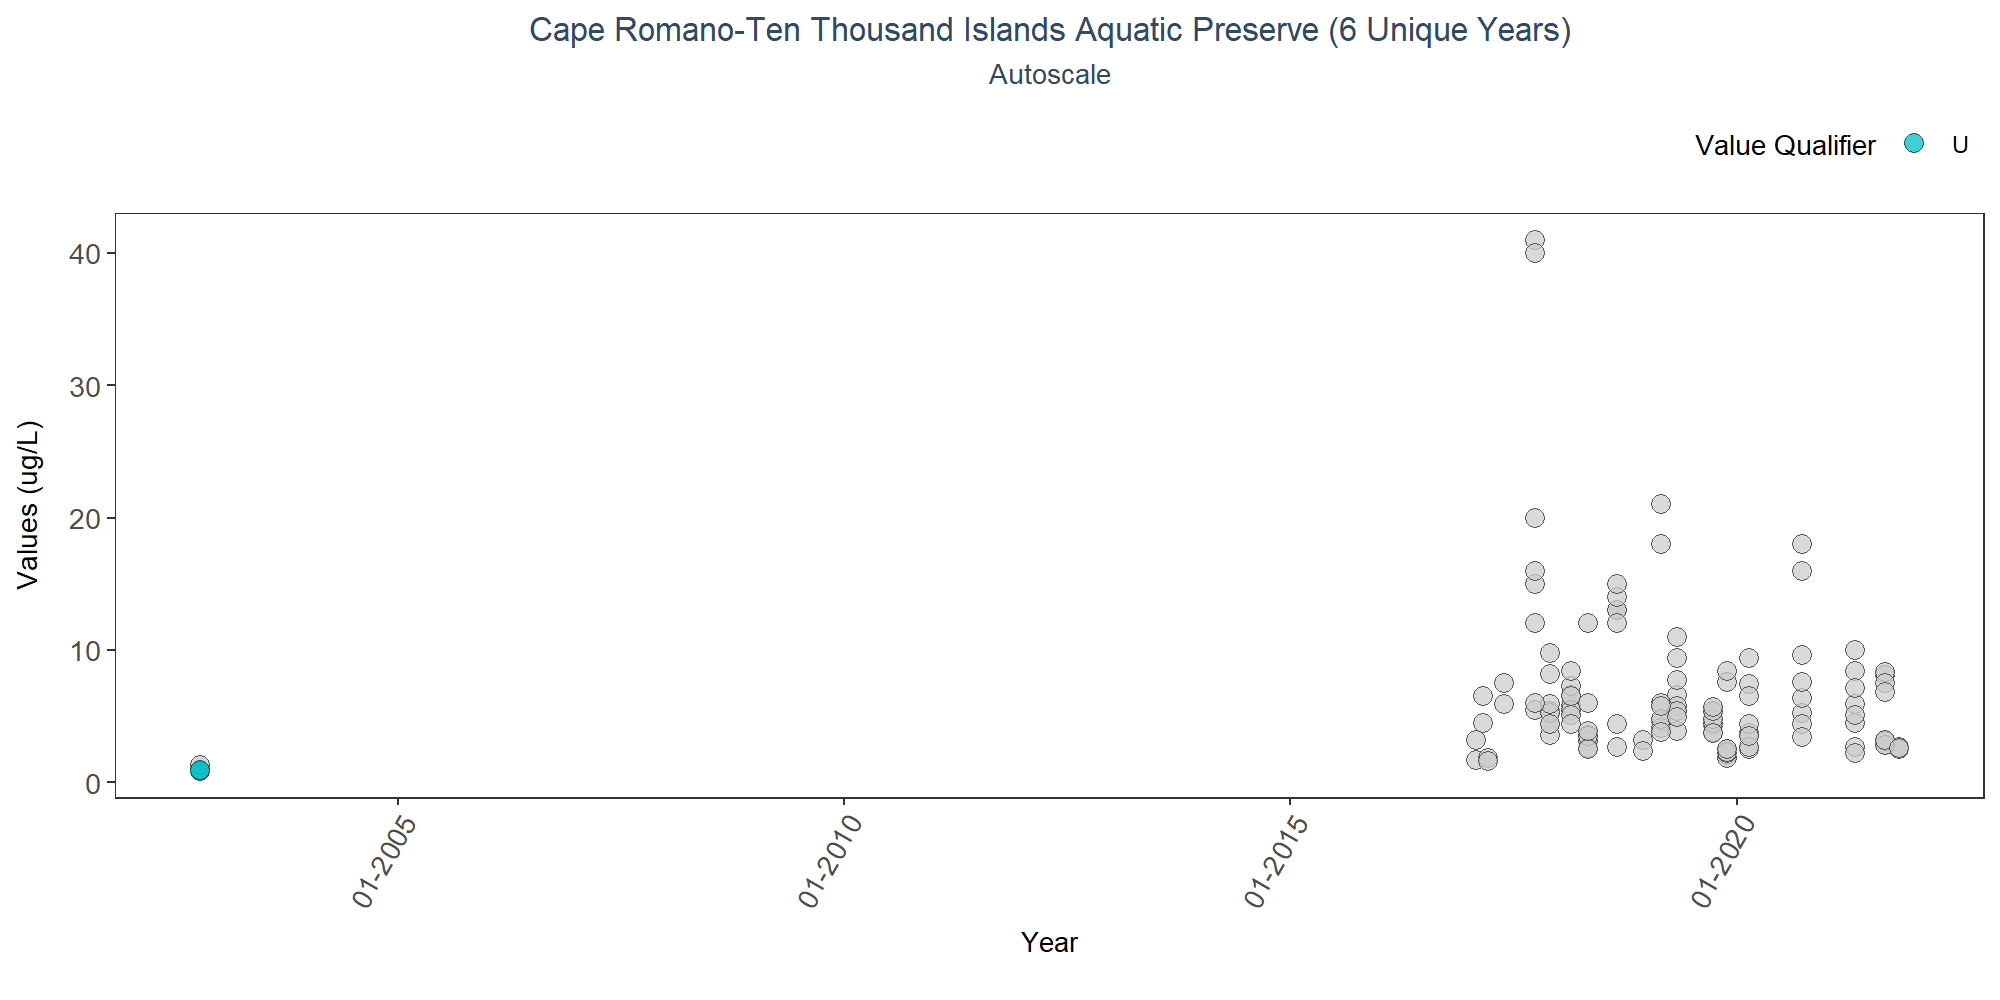 Cape Romano-Ten Thousand Islands Aquatic Preserve (6 Unique Years)
Autoscale
Value Qualifier U
40
30
20
10
0
Values (ug/L)
01-2005
01-2010
01-2015
01-2020
Year